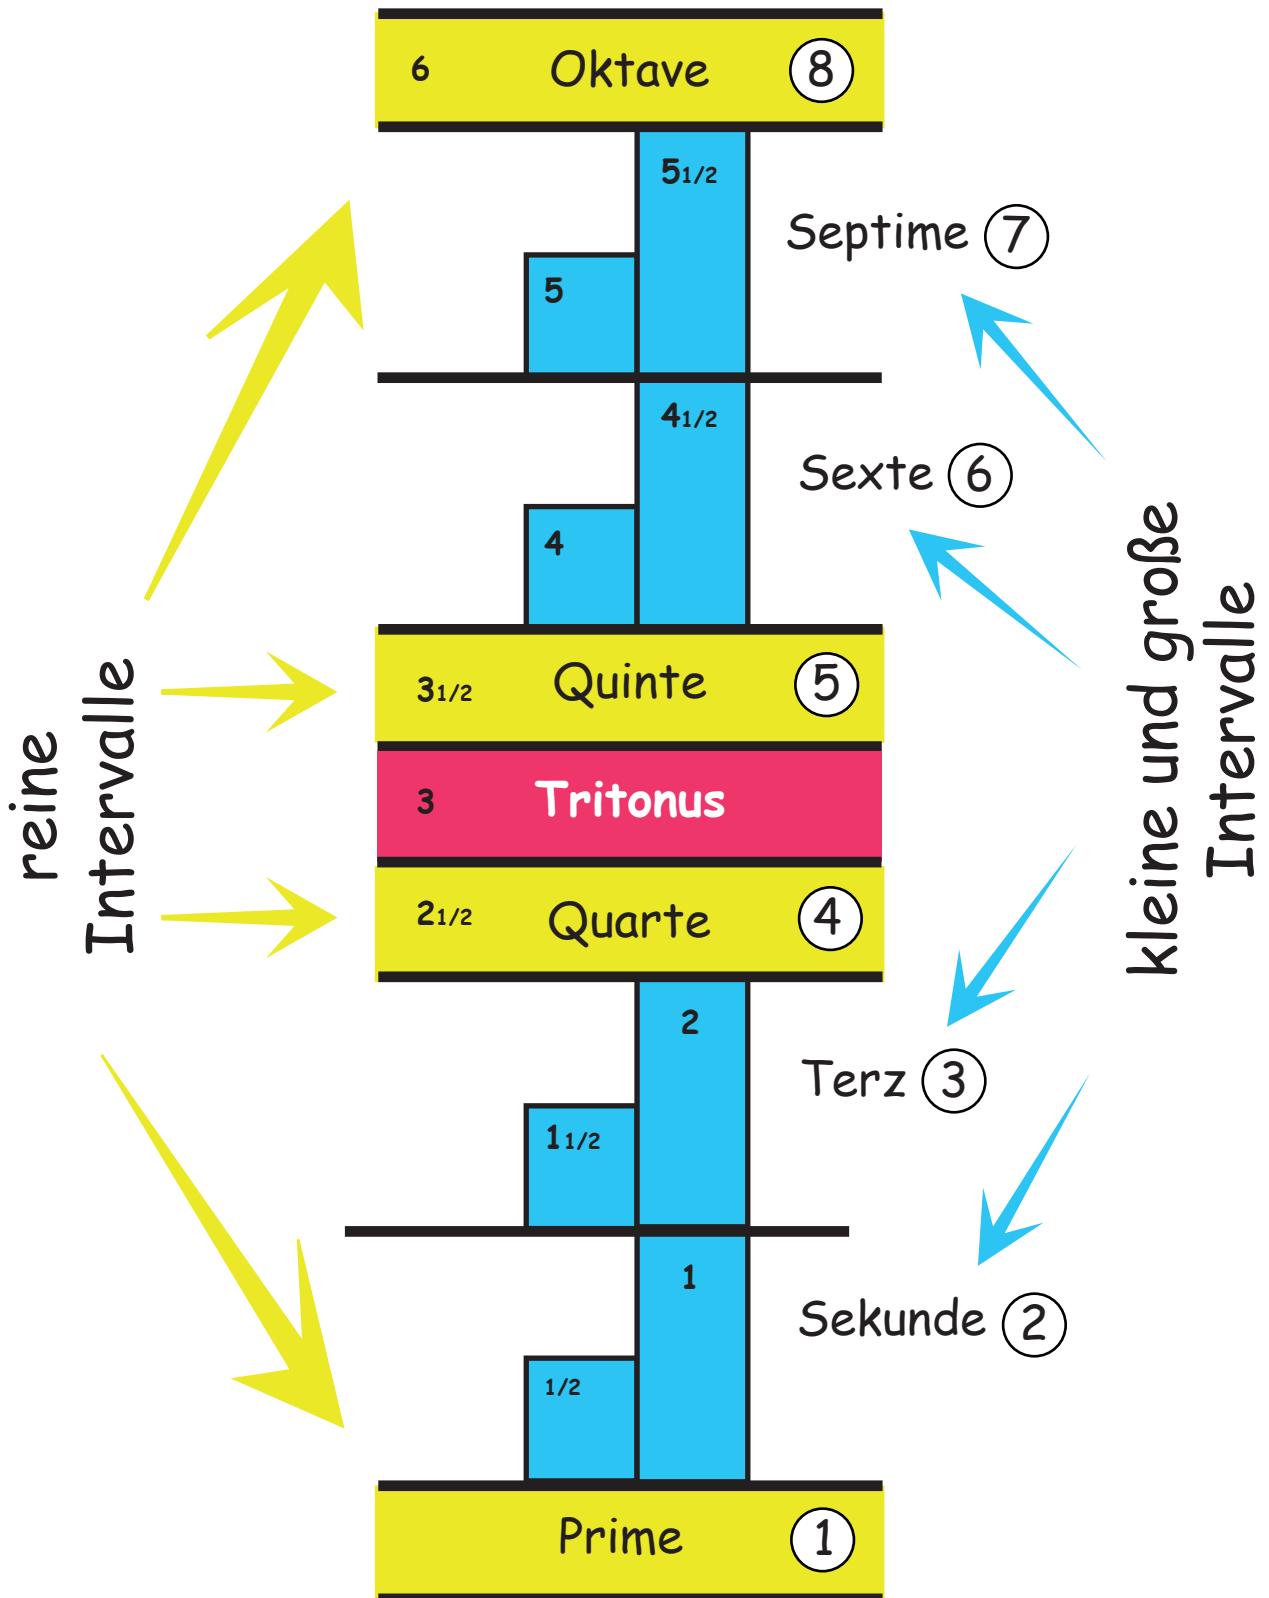 6 Oktave 8
5 1/2
Septime 7
5
4 1/2
Sexte 6
4
kleine und große
Intervalle
reine
Intervalle
3 1/2 Quinte 5
3 Tritonus
2 1/2 Quarte 4
2
Terz 3
1 1/2
1
Sekunde 2
1/2
Prime 1